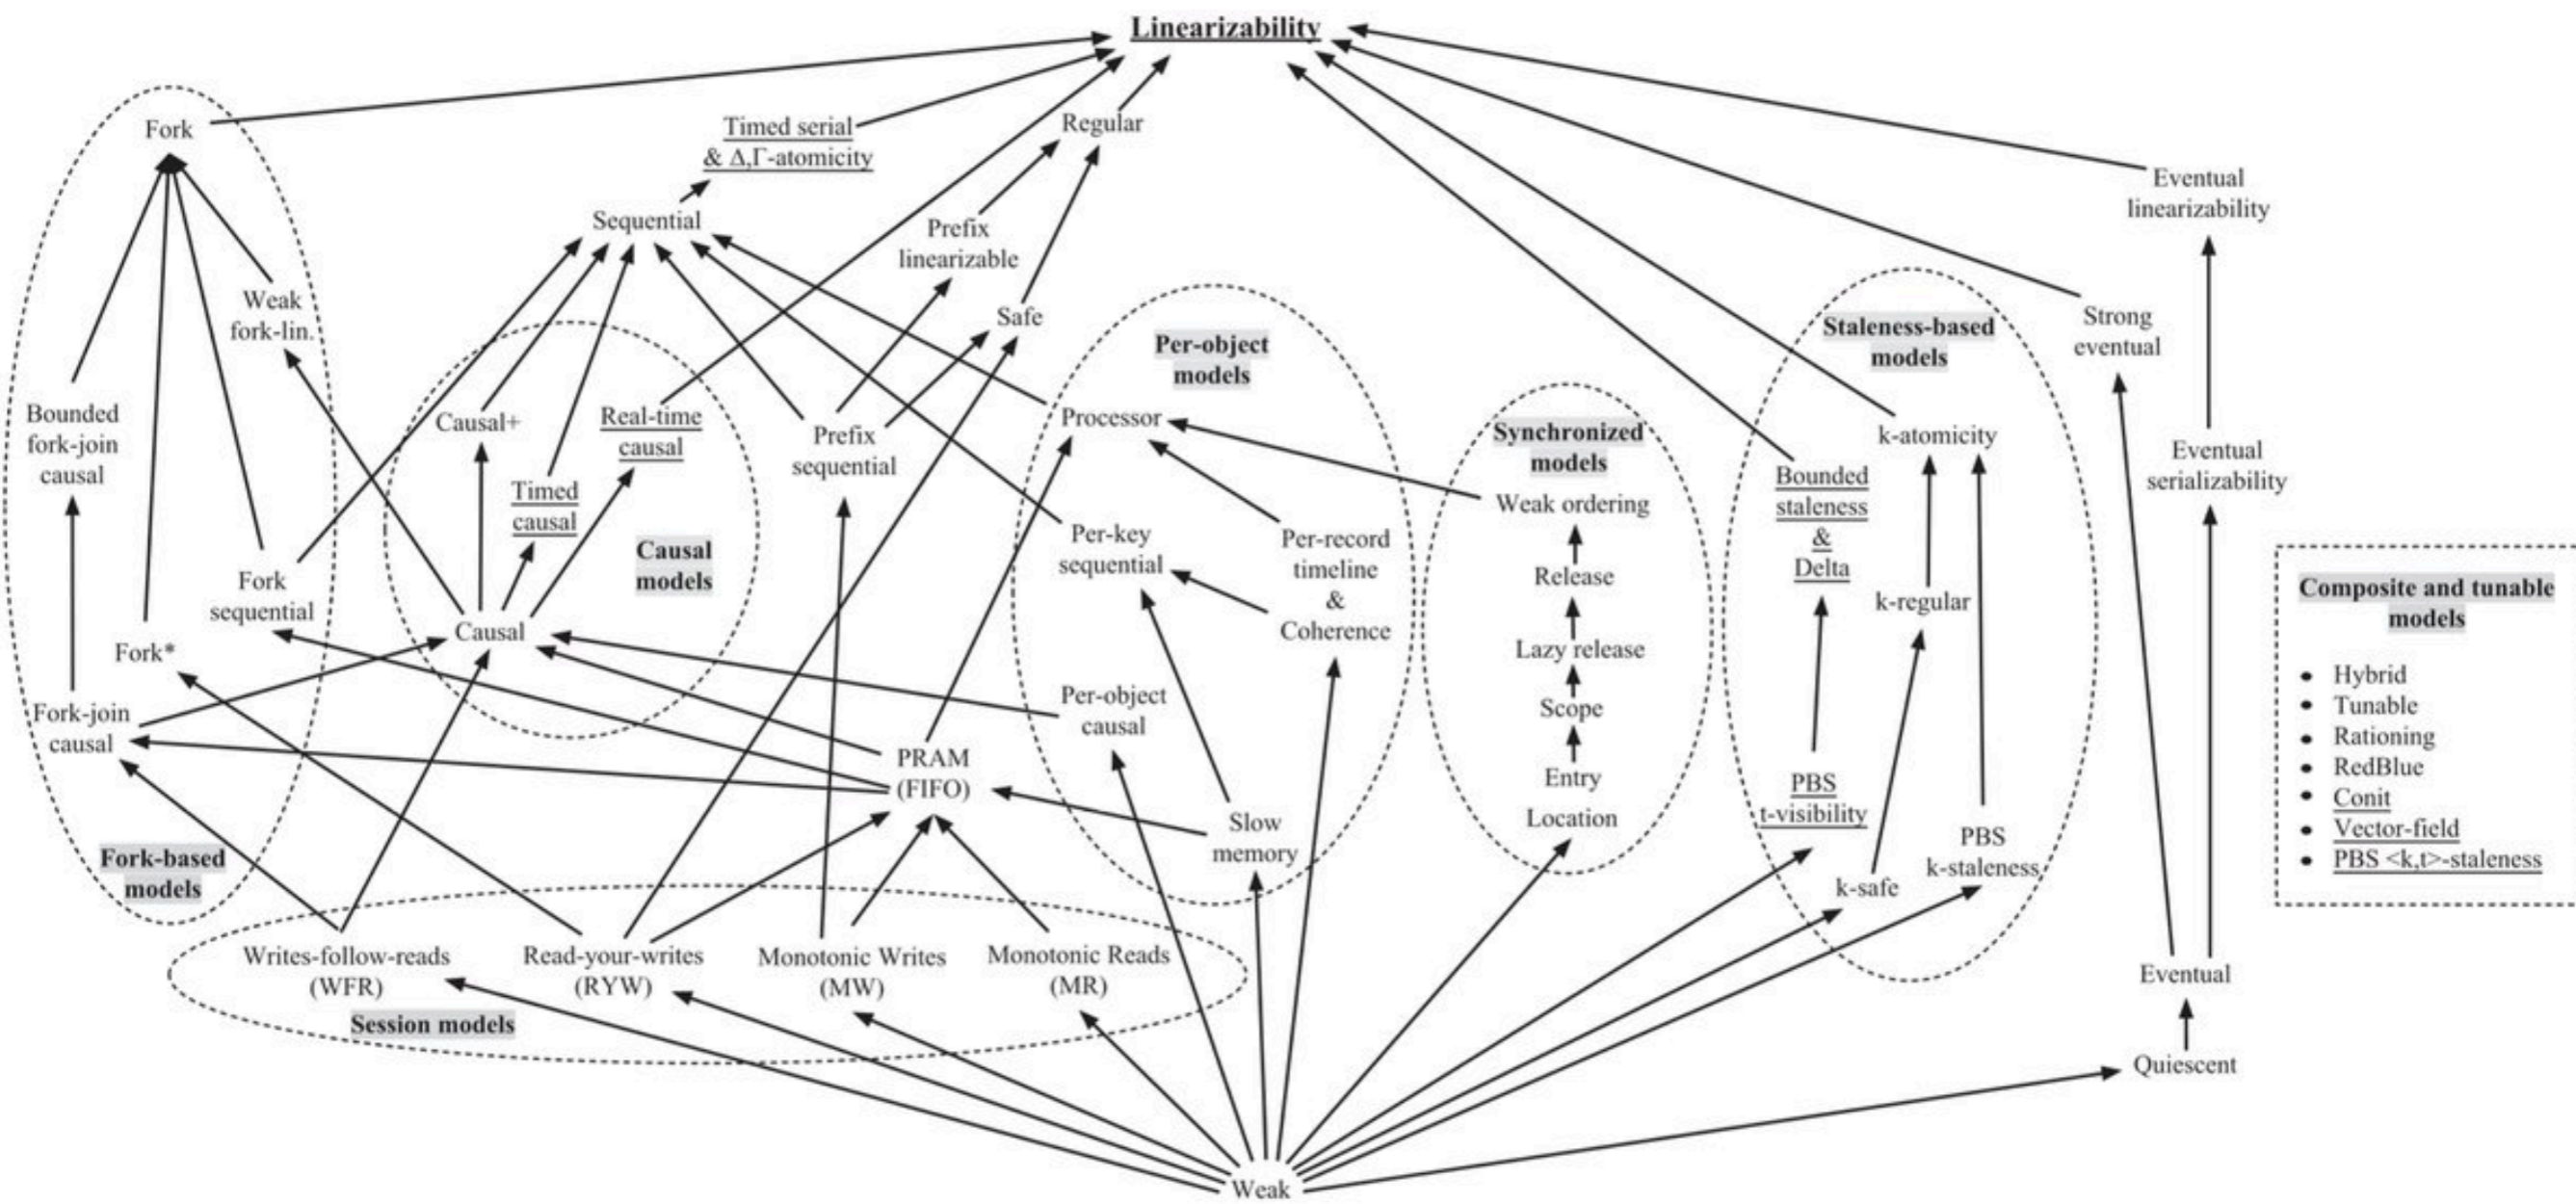 Linearizability
Fork
Timed serial
& Δ,Γ-atomicity
Regular
Eventual
linearizability
Sequential
Prefix
linearizable
Weak
fork-lin.
Safe
Strong
eventual
Staleness-based
models
Per-object
models
Bounded
fork-join
causal
Causal+
Real-time
causal
Prefix
sequential
Processor
Synchronized
models
k-atomicity
Eventual
serializability
Timed
causal
Weak ordering
Bounded
staleness
&
Delta
Causal
models
Per-key
sequential
Per-record
timeline
&
Coherence
Release
k-regular
Fork
sequential
Causal
Fork*
Lazy release
Fork-join
causal
Per-object
causal
Scope
PRAM
(FIFO)
Entry
Location
PBS
t-visibility
Slow
memory
PBS
k-staleness
k-safe
Fork-based
models
Writes-follow-reads
(WFR)
Read-your-writes
(RYW)
Monotonic Writes
(MW)
Monotonic Reads
(MR)
Session models
Eventual
Quiescent
Weak
Composite and tunable
models
• Hybrid
• Tunable
• Rationing
• RedBlue
• Conit
• Vector-field
• PBS <k,t>-staleness